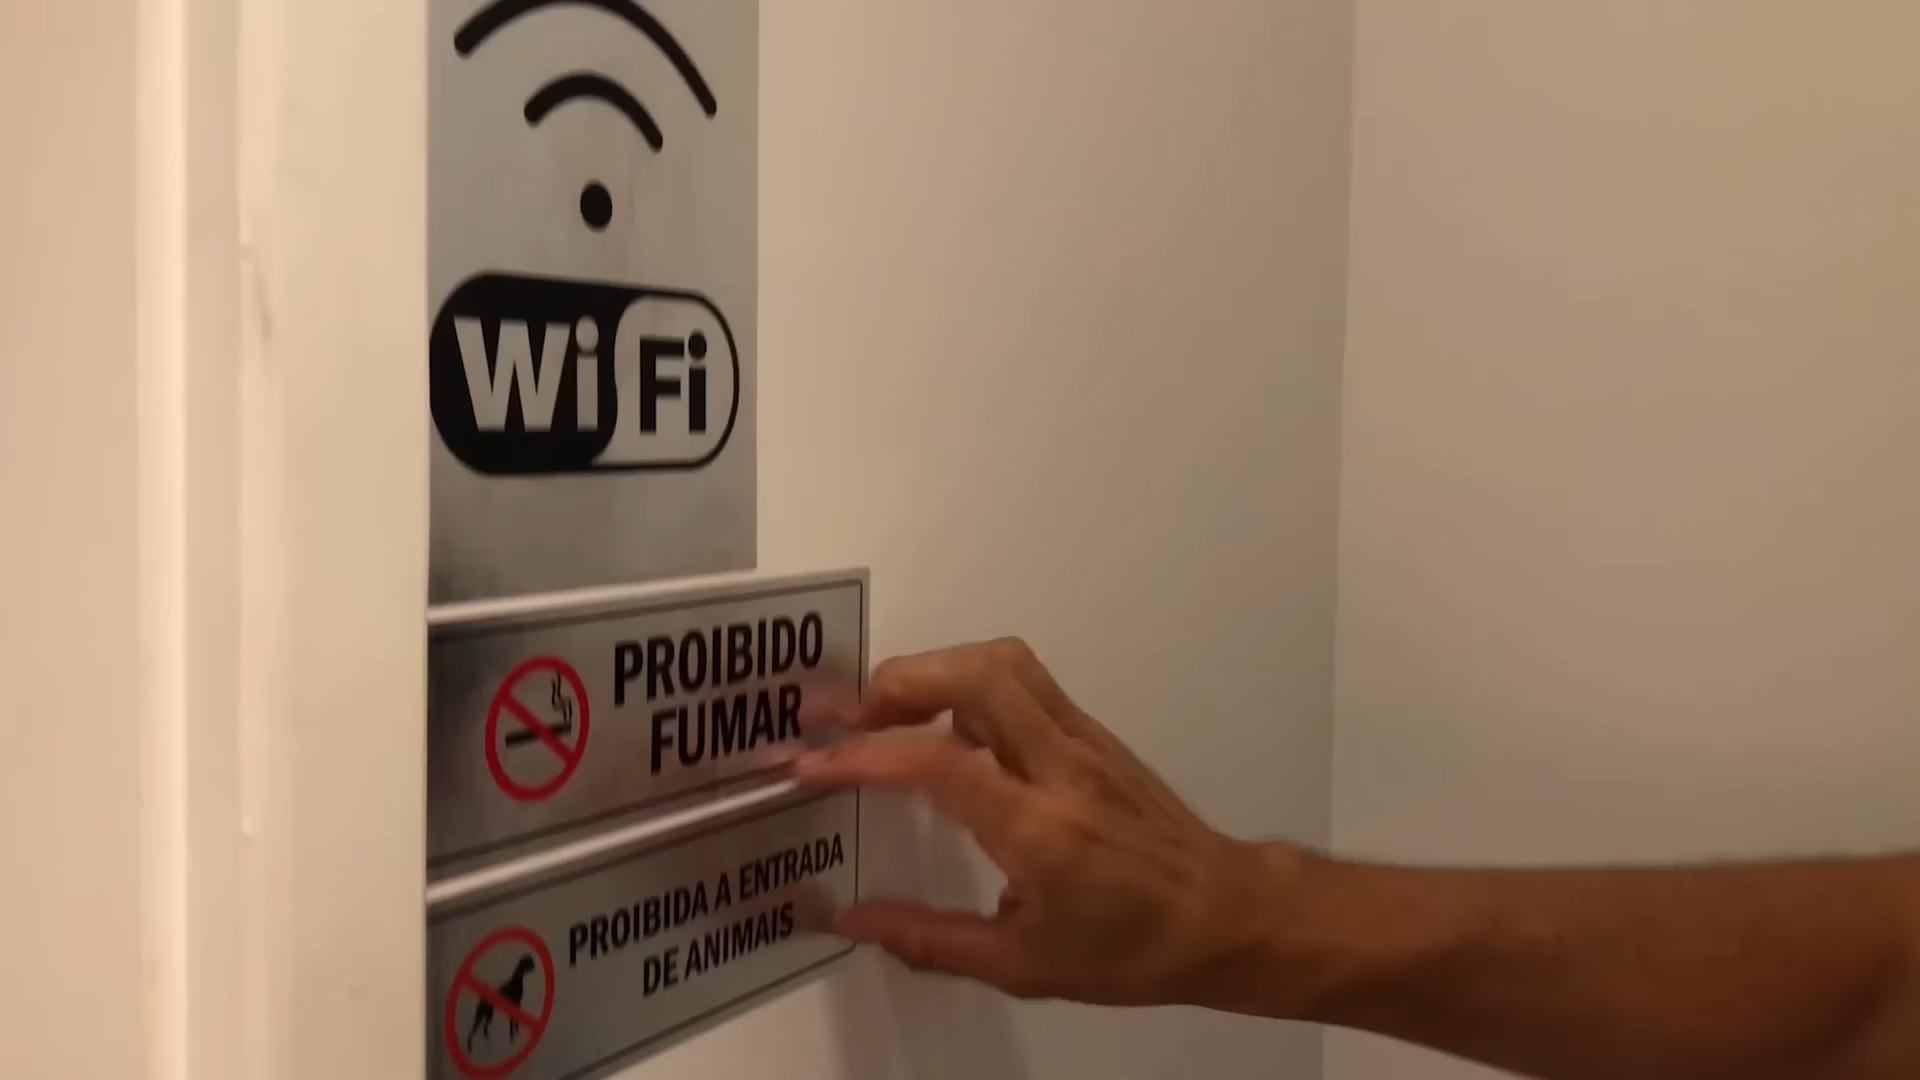 WiFi
PROIBIDO
FUMAR
PROIBIDA A ENTRADA
DE ANIMAIS